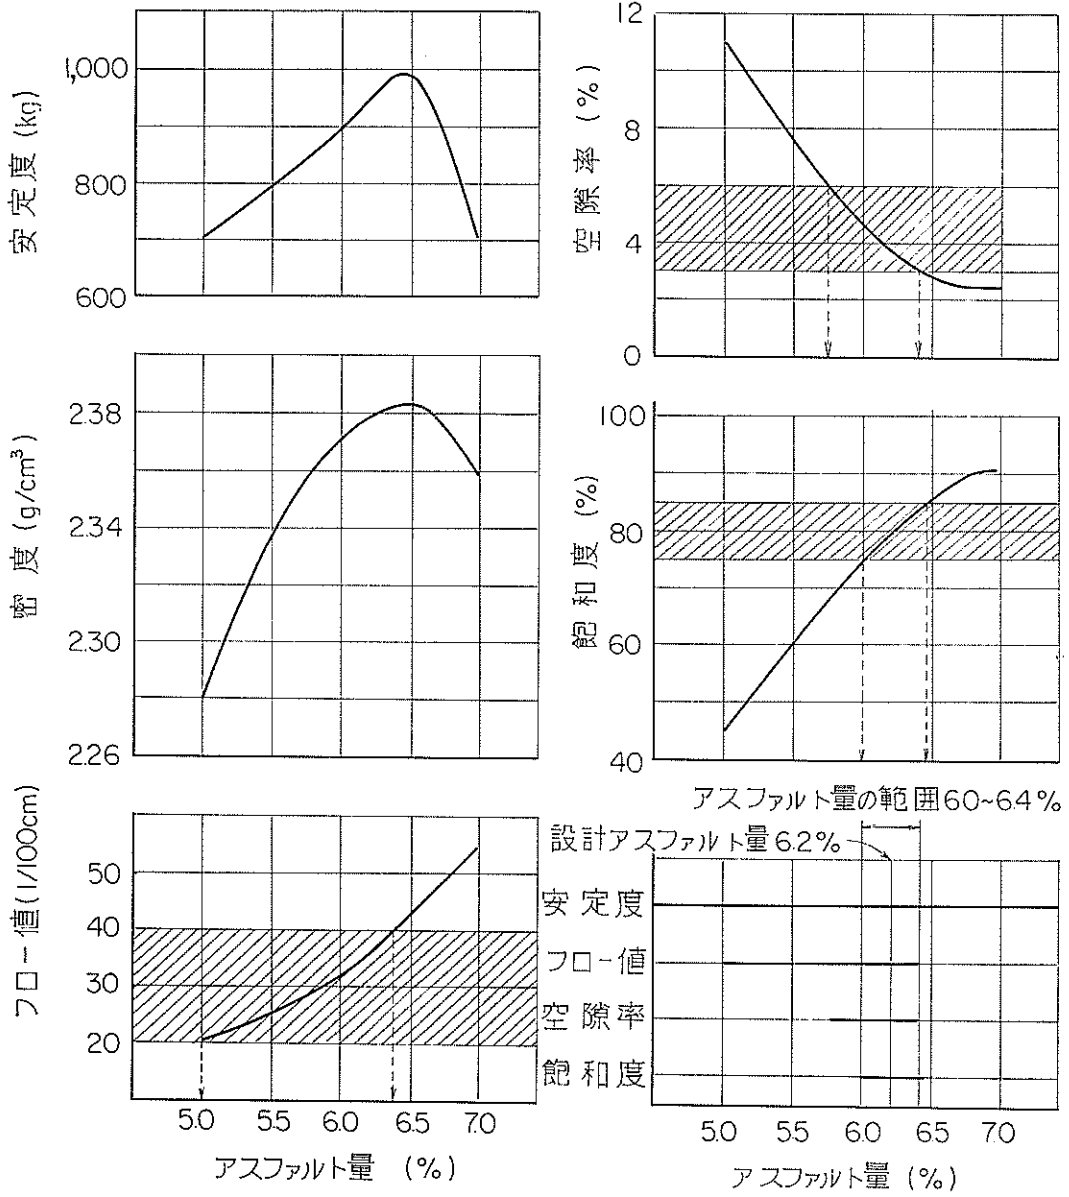 安定度 (kg)
1,000
800
600
密度 (g/cm³)
2.38
2.34
2.30
2.26
フロー値 (1/100cm)
50
40
30
20
5.0 5.5 6.0 6.5 7.0
アスファルト量 (%)
空隙率 (%)
12
8
4
0
飽和度 (%)
100
80
60
40
アスファルト量の範囲6.0~6.4%
設計アスファルト量6.2%
安定度
フロー値
空隙率
飽和度
5.0 5.5 6.0 6.5 7.0
アスファルト量 (%)